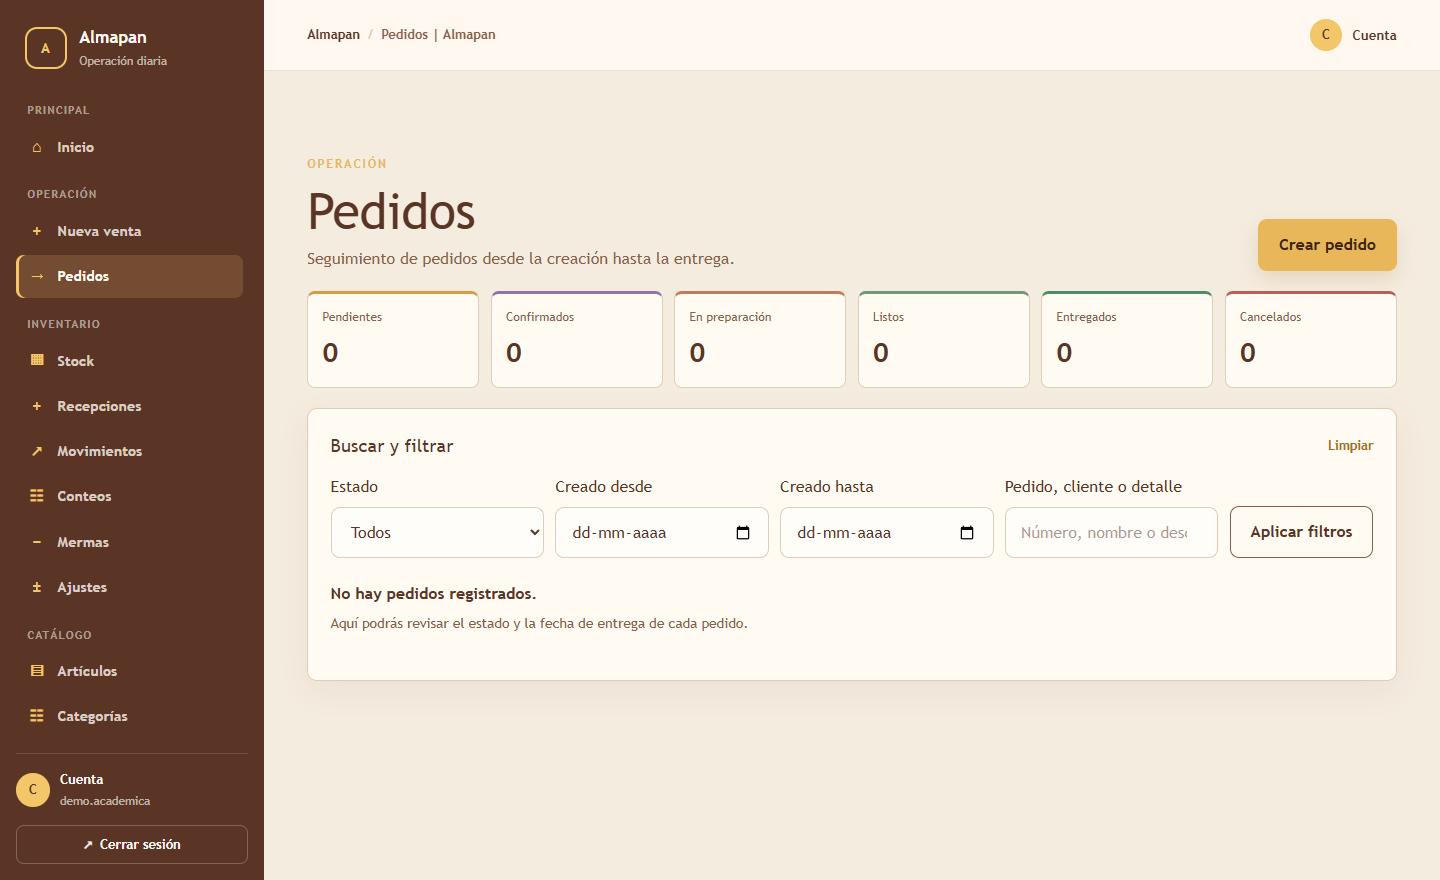 A
Almapan
Operación diaria
PRINCIPAL
Inicio
OPERACIÓN
+ Nueva venta
→ Pedidos
INVENTARIO
Stock
+ Recepciones
↗ Movimientos
Conteos
− Mermas
± Ajustes
CATÁLOGO
Artículos
Categorías
C
Cuenta
demo.academica
↗ Cerrar sesión
Almapan / Pedidos | Almapan
C Cuenta
OPERACIÓN
Pedidos
Seguimiento de pedidos desde la creación hasta la entrega.
Crear pedido
Pendientes
0
Confirmados
0
En preparación
0
Listos
0
Entregados
0
Cancelados
0
Buscar y filtrar
Limpiar
Estado
Todos
Creado desde
dd-mm-aaaa
Creado hasta
dd-mm-aaaa
Pedido, cliente o detalle
Número, nombre o desc
Aplicar filtros
No hay pedidos registrados.
Aquí podrás revisar el estado y la fecha de entrega de cada pedido.